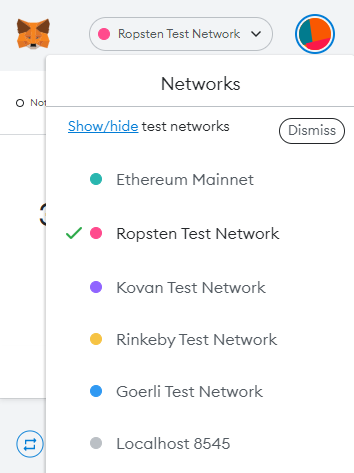 Ropsten Test Network
Networks
Show/hide test networks
Dismiss
Ethereum Mainnet
Ropsten Test Network
Kovan Test Network
Rinkeby Test Network
Goerli Test Network
Localhost 8545